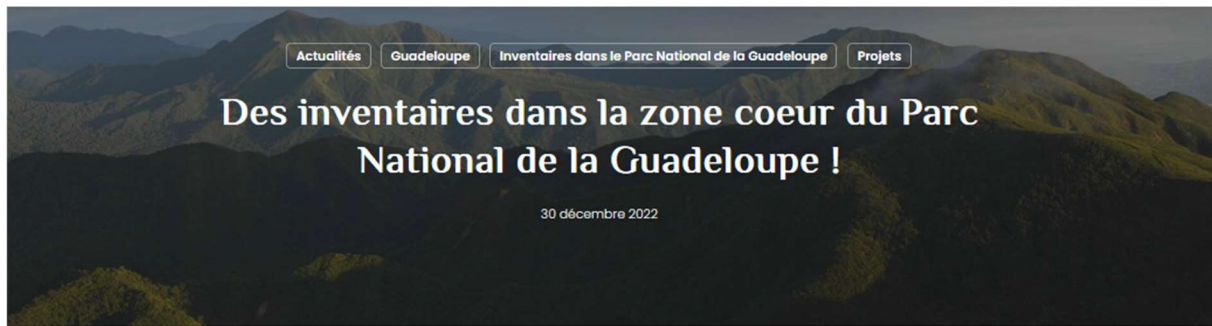 Actualités Guadeloupe Inventaires dans le Parc National de la Guadeloupe Projets
Des inventaires dans la zone coeur du Parc
National de la Guadeloupe !
30 décembre 2022